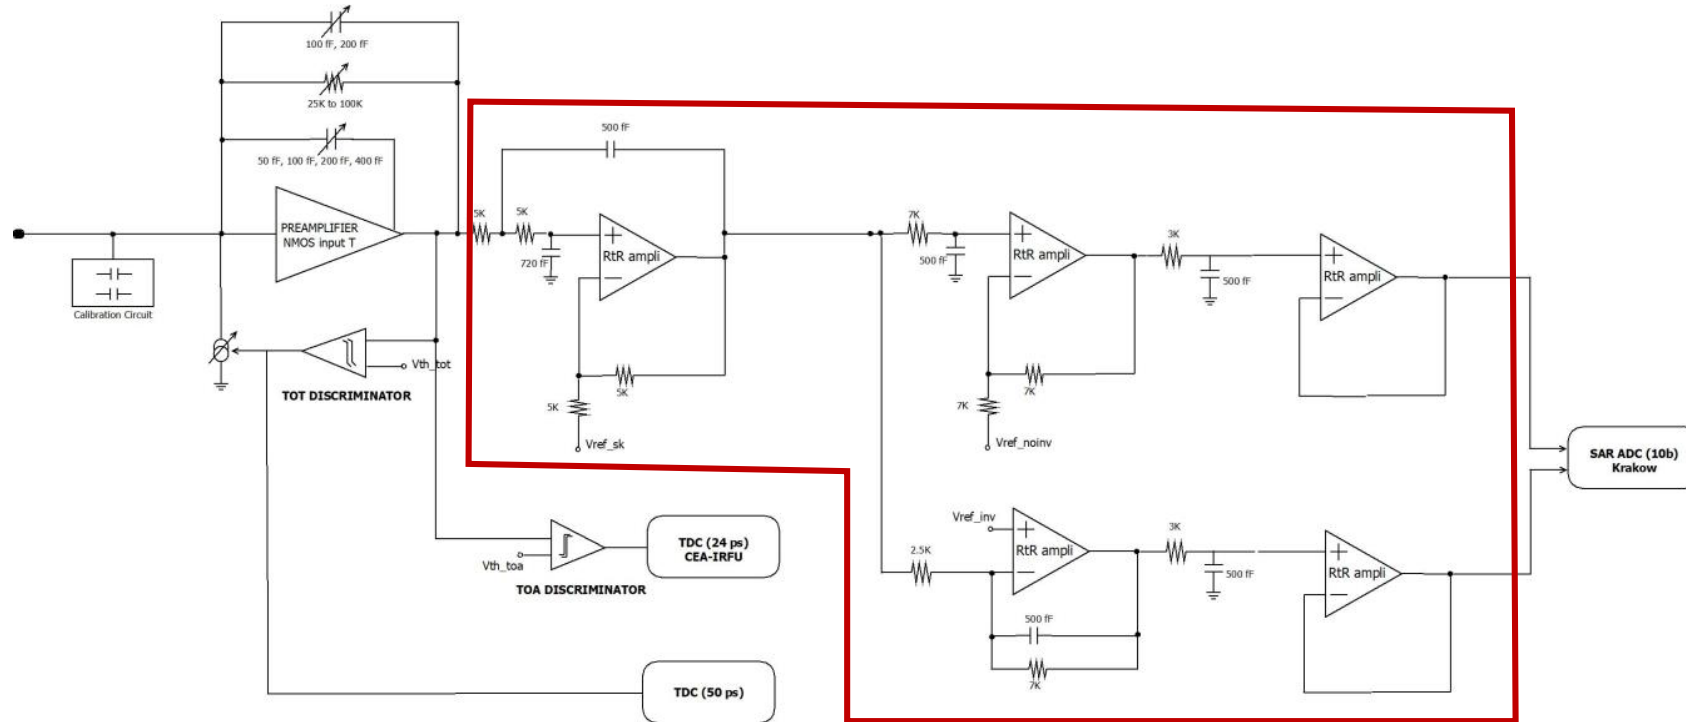 100 fF, 200 fF
25K to 100K
50 fF, 100 fF, 200 fF, 400 fF
PREAMPLIFIER
NMOS input T
Calibration Circuit
Vth_tot
TOT DISCRIMINATOR
5K
5K
500 fF
720 fF
+
RtR ampli
−
5K
5K
Vref_sk
7K
500 fF
+
RtR ampli
−
7K
7K
Vref_noinv
3K
500 fF
+
RtR ampli
−
SAR ADC (10b)
Krakow
Vth_toa
TOA DISCRIMINATOR
TDC (24 ps)
CEA-IRFU
TDC (50 ps)
Vref_inv
2.5K
+
RtR ampli
−
500 fF
7K
3K
500 fF
+
RtR ampli
−